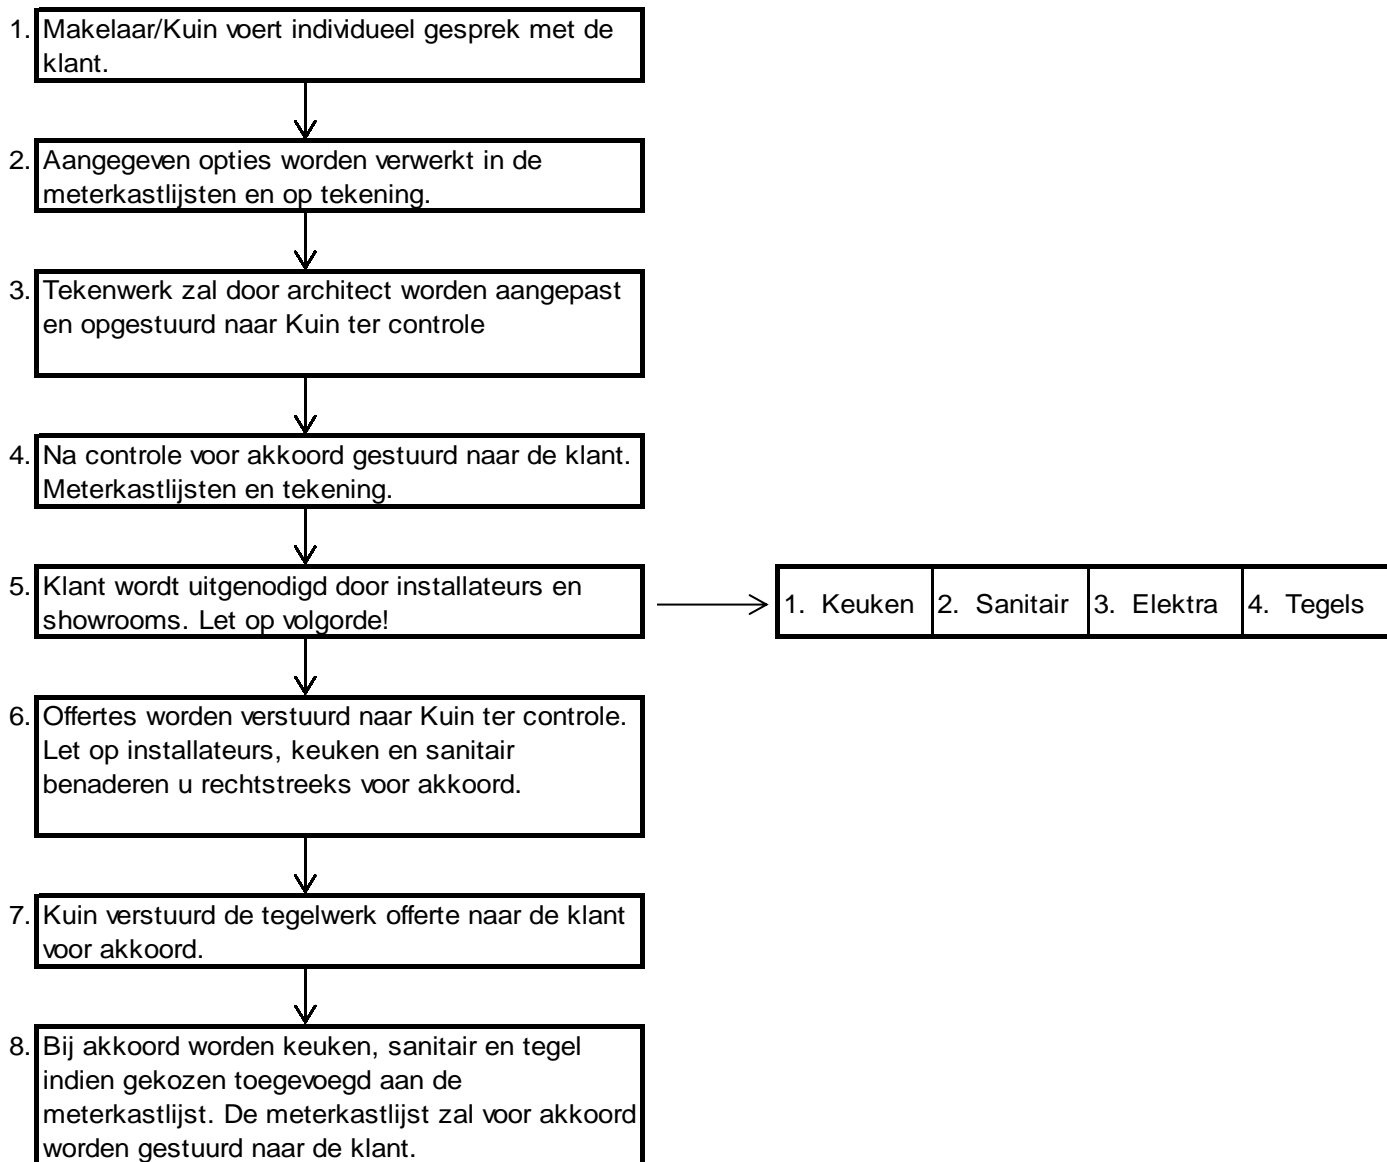 1. Makelaar/Kuin voert individueel gesprek met de
klant.
2. Aangegeven opties worden verwerkt in de
meterkastlijsten en op tekening.
3. Tekenwerk zal door architect worden aangepast
en opgestuurd naar Kuin ter controle
4. Na controle voor akkoord gestuurd naar de klant.
Meterkastlijsten en tekening.
5. Klant wordt uitgenodigd door installateurs en
showrooms. Let op volgorde!
1. Keuken 2. Sanitair 3. Elektra 4. Tegels
6. Offertes worden verstuurd naar Kuin ter controle.
Let op installateurs, keuken en sanitair
benaderen u rechtstreeks voor akkoord.
7. Kuin verstuurd de tegelwerk offerte naar de klant
voor akkoord.
8. Bij akkoord worden keuken, sanitair en tegel
indien gekozen toegevoegd aan de
meterkastlijst. De meterkastlijst zal voor akkoord
worden gestuurd naar de klant.